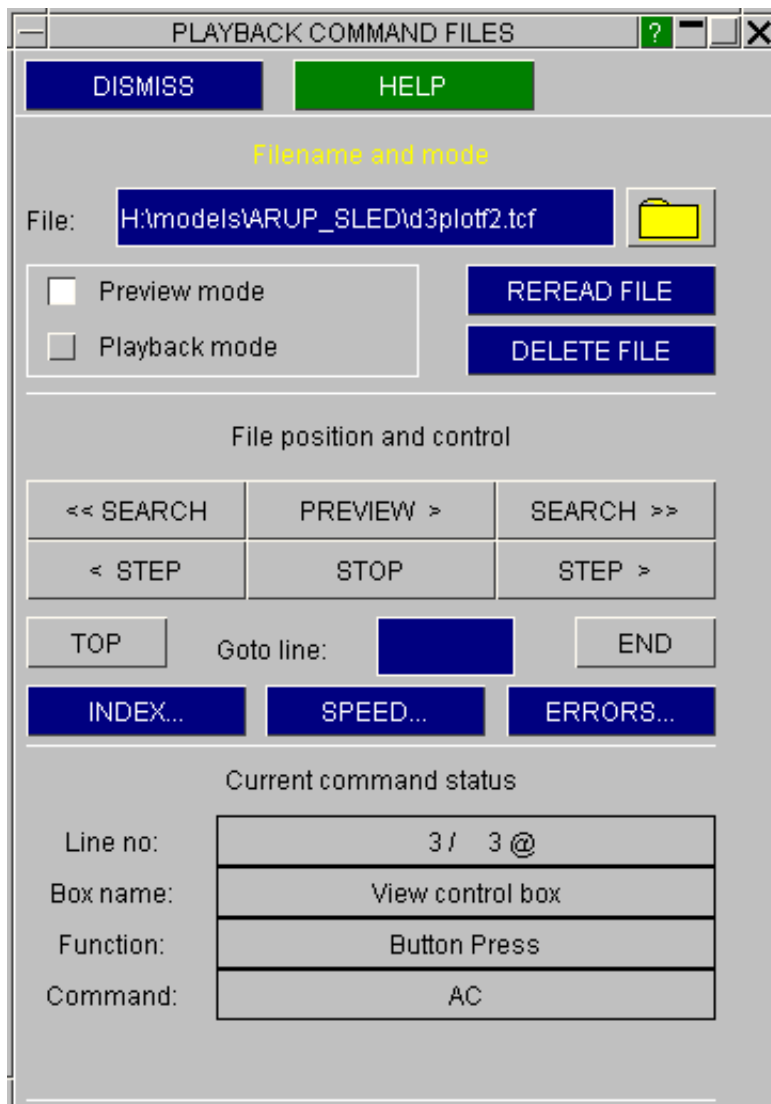 PLAYBACK COMMAND FILES ?
DISMISS HELP
Filename and mode
File: H:\models\ARUP_SLED\d3plotf2.tcf
Preview mode REREAD FILE
Playback mode DELETE FILE
File position and control
<< SEARCH PREVIEW > SEARCH >>
< STEP STOP STEP >
TOP Goto line: END
INDEX... SPEED... ERRORS...
Current command status
Line no: 3 / 3 @
Box name: View control box
Function: Button Press
Command: AC